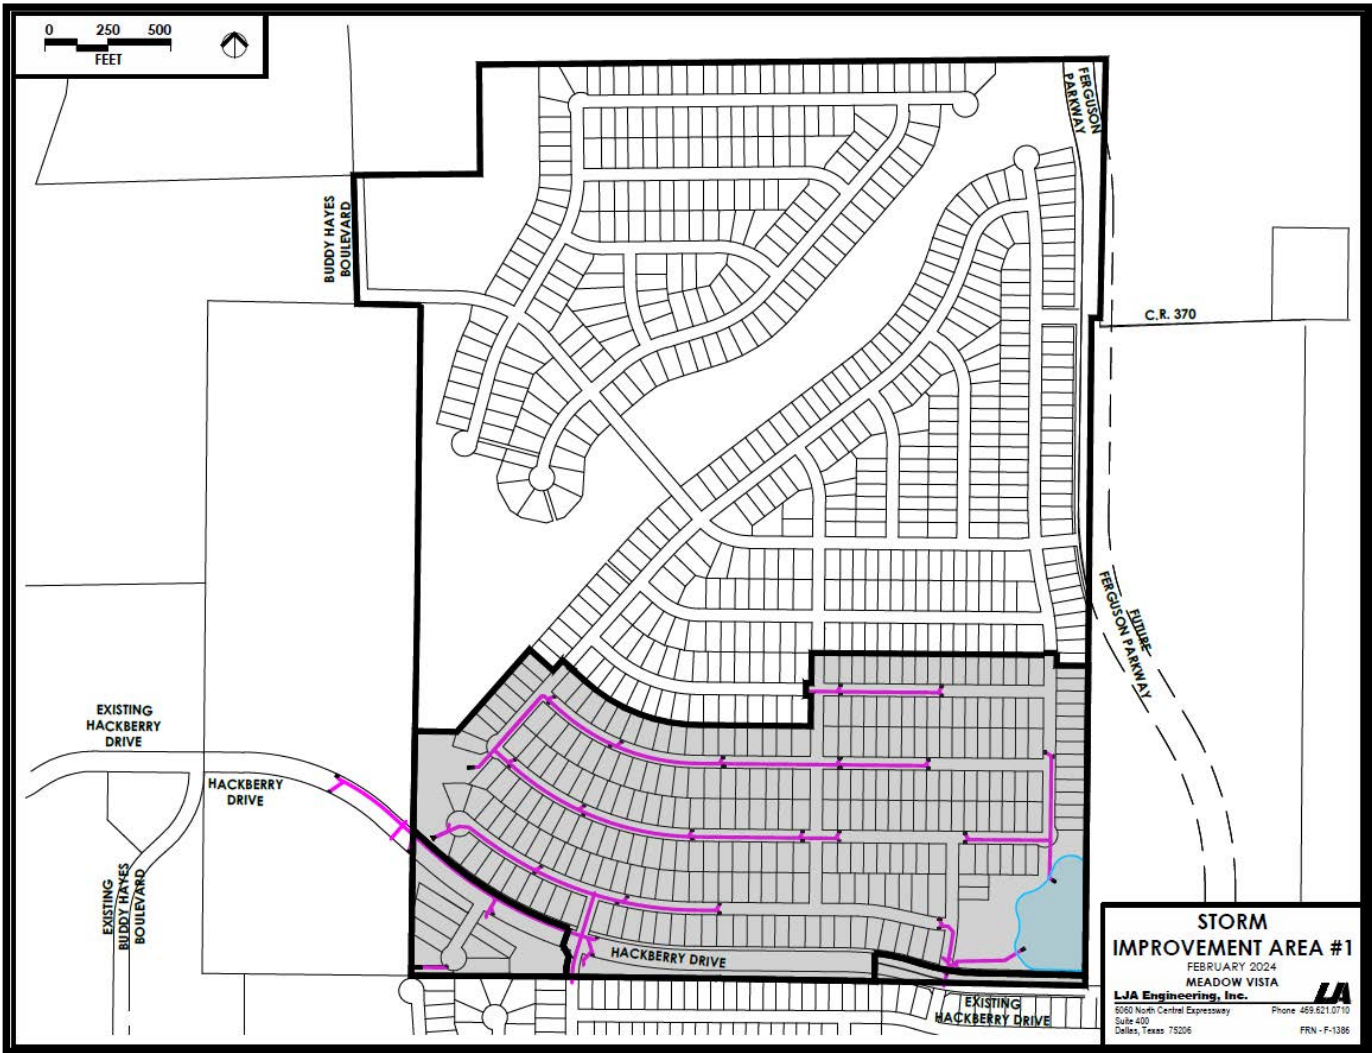 0 250 500
FEET
FERGUSON
PARKWAY
BUDDY HAYES
BOULEVARD
C.R. 370
FUTURE
FERGUSON PARKWAY
EXISTING
HACKBERRY
DRIVE
HACKBERRY
DRIVE
EXISTING
BUDDY HAYES
BOULEVARD
HACKBERRY DRIVE
EXISTING
HACKBERRY DRIVE
STORM
IMPROVEMENT AREA #1
FEBRUARY 2024
MEADOW VISTA
LJA Engineering, Inc.
6060 North Central Expressway Phone 469.621.0710
Suite 400
Dallas, Texas 75206 FRN - F-1386